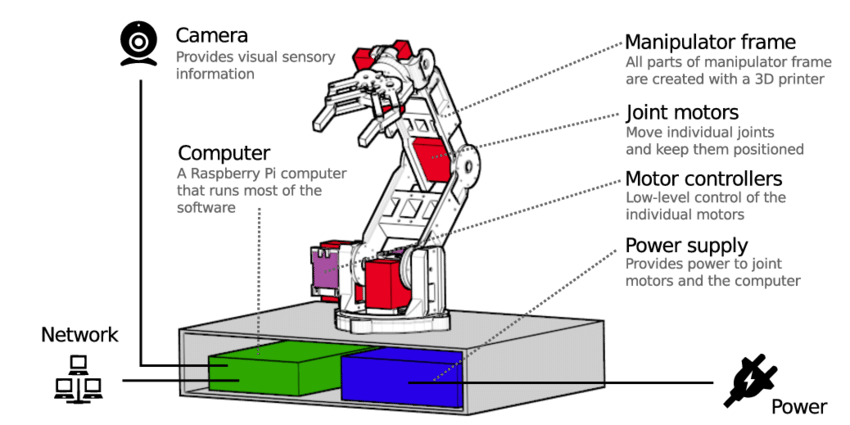 Camera
Provides visual sensory
information
Computer
A Raspberry Pi computer
that runs most of the
software
Network
Manipulator frame
All parts of manipulator frame
are created with a 3D printer
Joint motors
Move individual joints
and keep them positioned
Motor controllers
Low-level control of the
individual motors
Power supply
Provides power to joint
motors and the computer
Power